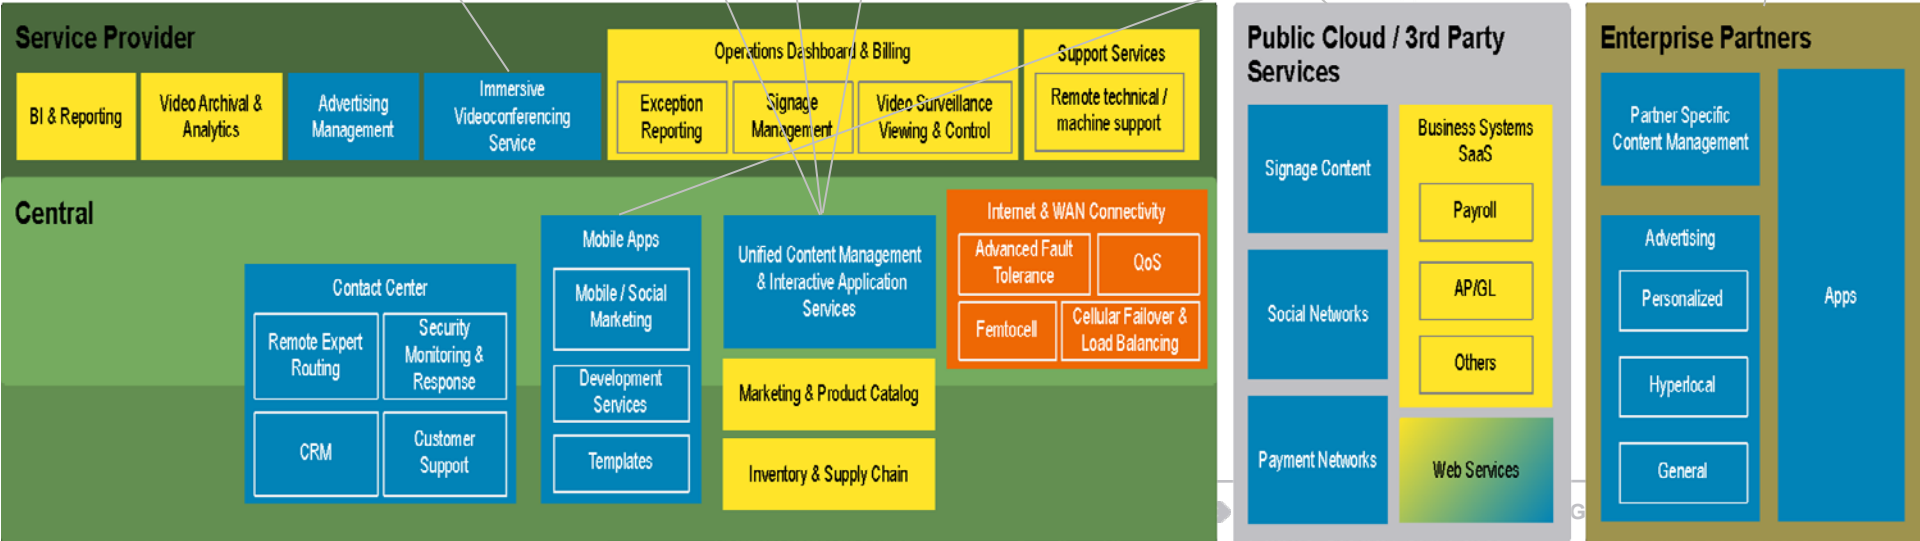 Service Provider
BI & Reporting
Video Archival &
Analytics
Advertising
Management
Immersive
Videoconferencing
Service
Operations Dashboard & Billing
Exception
Reporting
Signage
Management
Video Surveillance
Viewing & Control
Support Services
Remote technical /
machine support
Central
Contact Center
Remote Expert
Routing
Security
Monitoring &
Response
CRM
Customer
Support
Mobile Apps
Mobile / Social
Marketing
Development
Services
Templates
Unified Content Management
& Interactive Application
Services
Marketing & Product Catalog
Inventory & Supply Chain
Internet & WAN Connectivity
Advanced Fault
Tolerance
QoS
Femtocell
Cellular Failover &
Load Balancing
Public Cloud / 3rd Party
Services
Signage Content
Social Networks
Payment Networks
Business Systems
SaaS
Payroll
AP/GL
Others
Web Services
G
Enterprise Partners
Partner Specific
Content Management
Advertising
Personalized
Hyperlocal
General
Apps